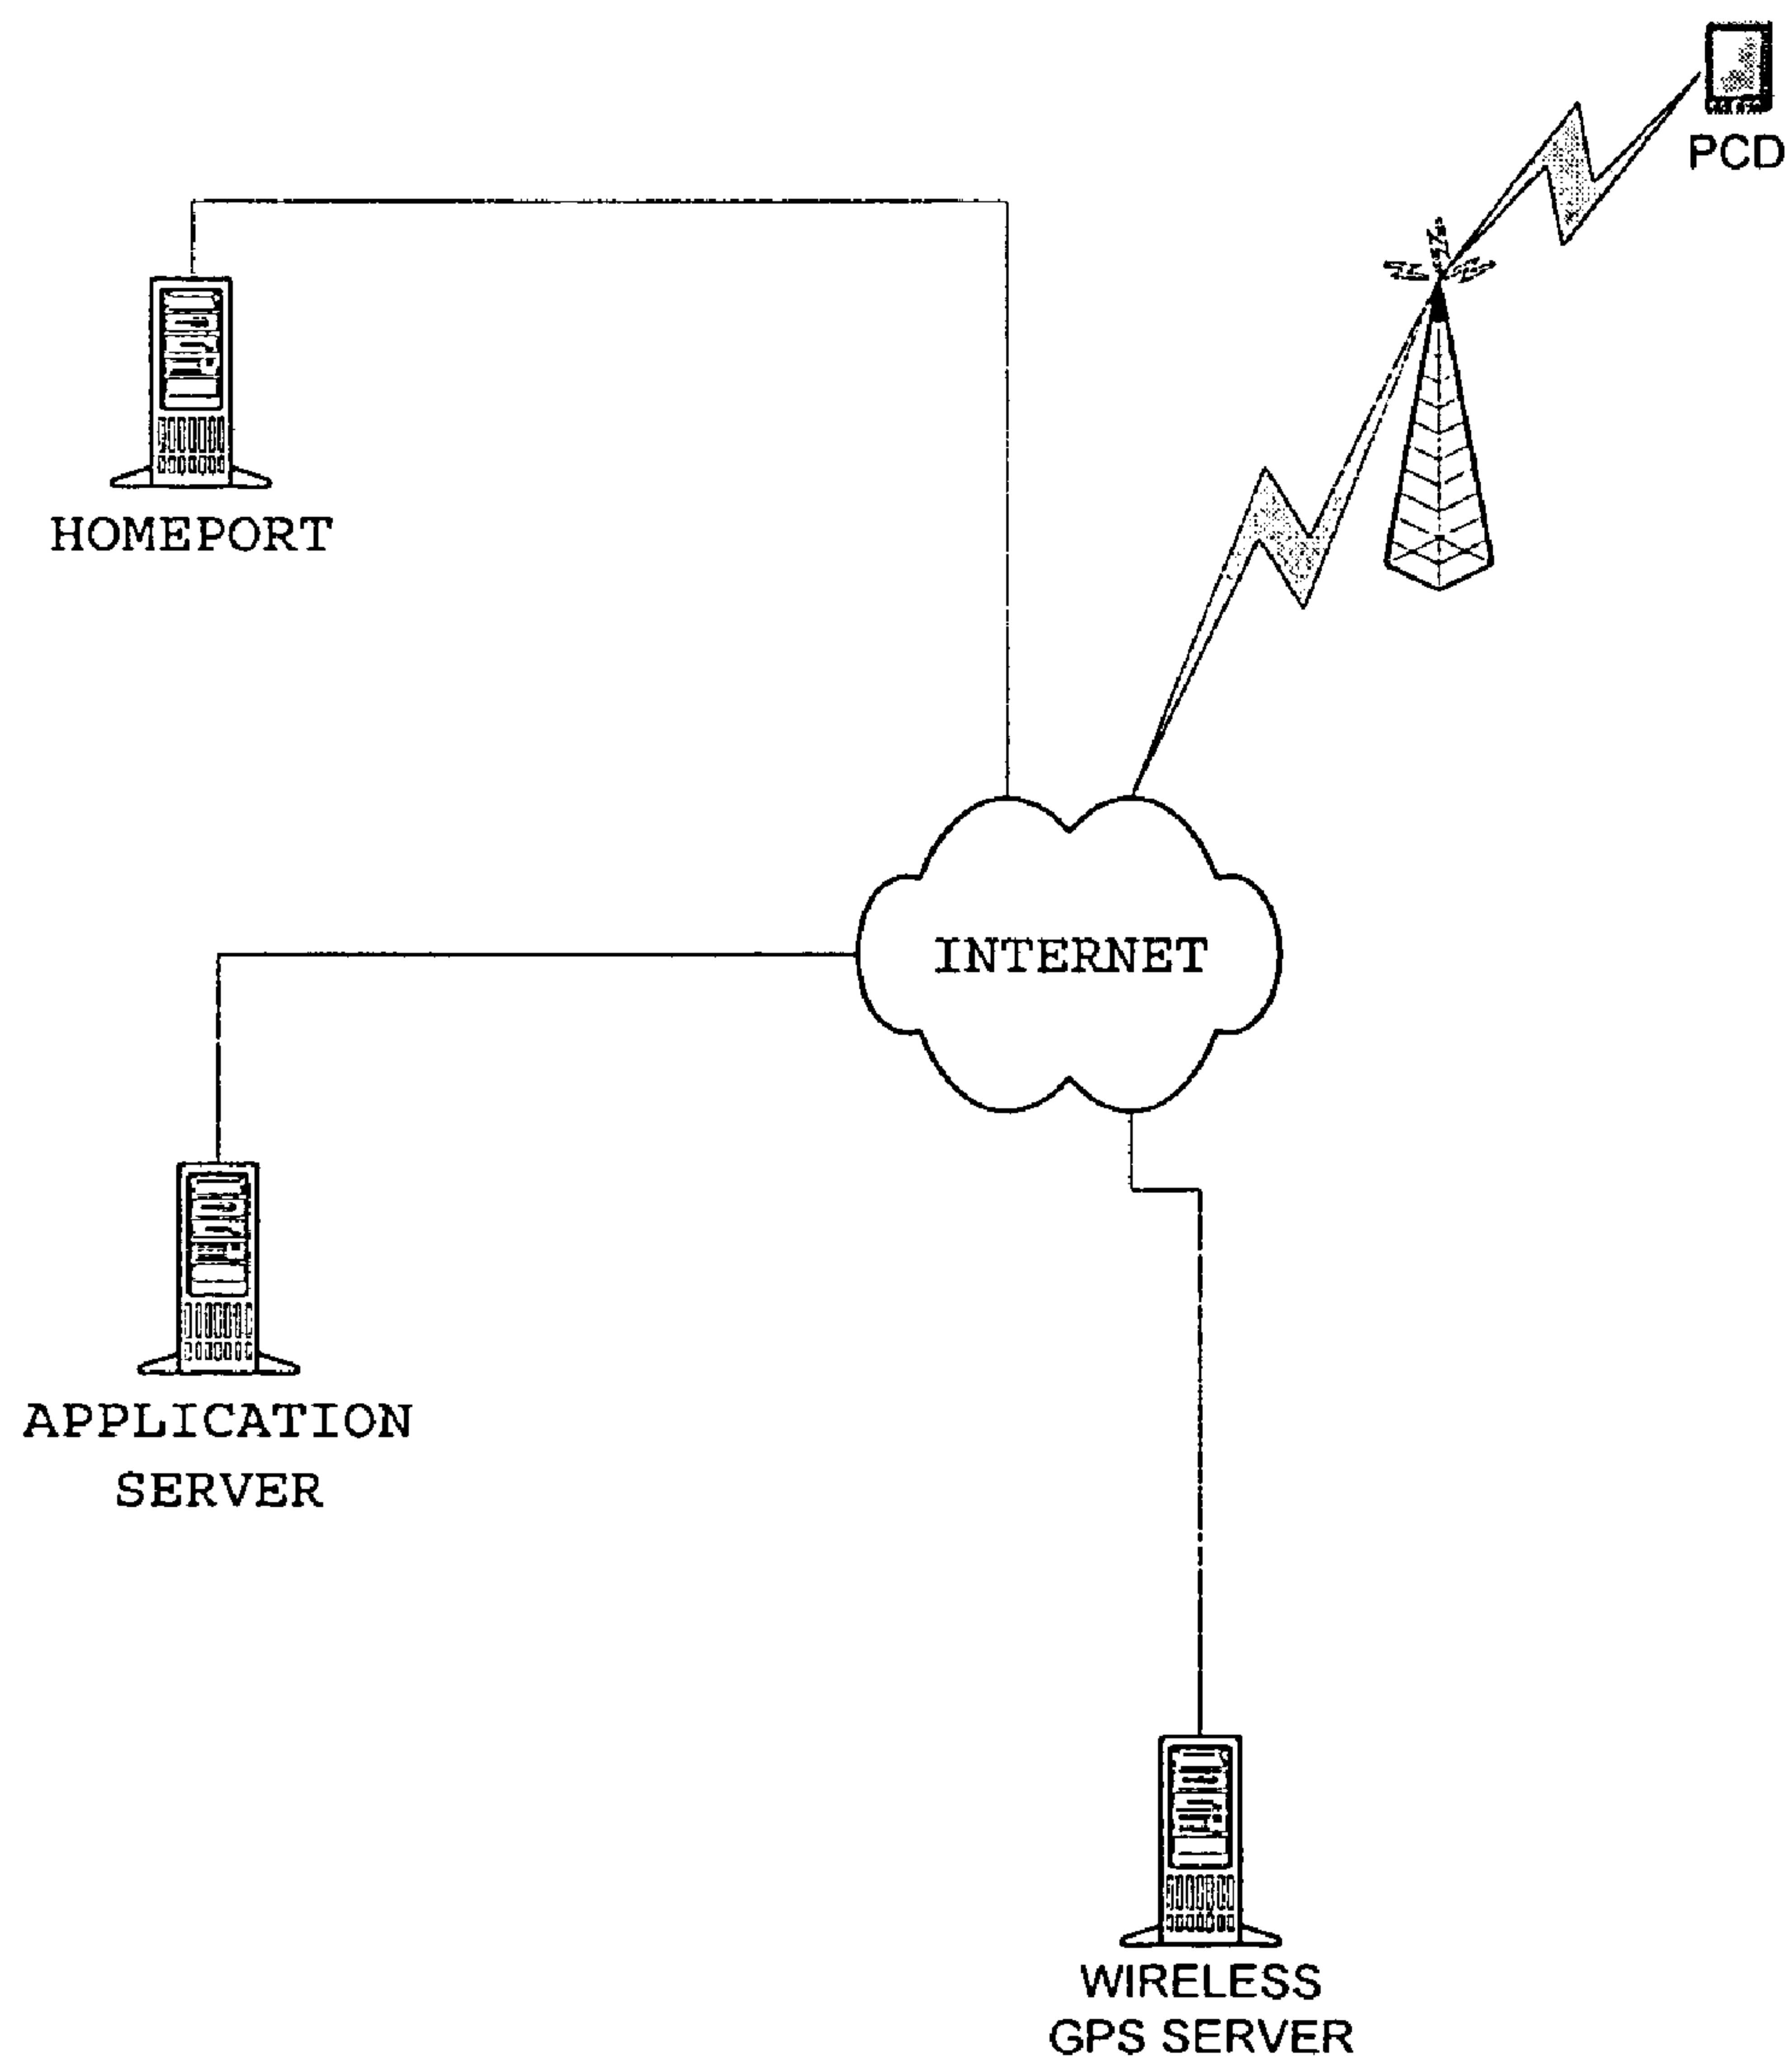 PCD
HOMEPORT
INTERNET
APPLICATION
SERVER
WIRELESS
GPS SERVER